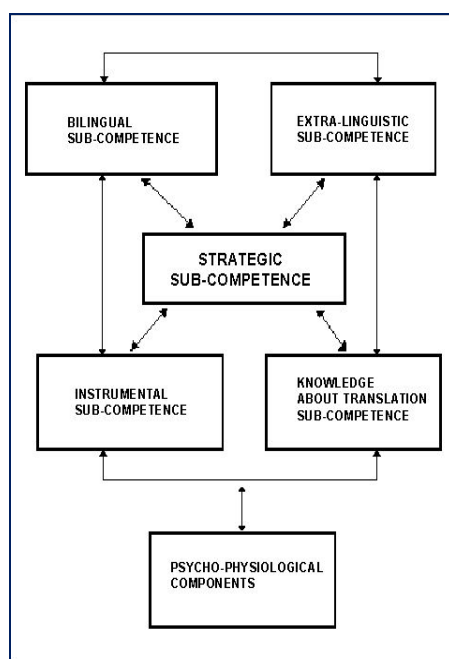 BILINGUAL
SUB-COMPETENCE
EXTRA-LINGUISTIC
SUB-COMPETENCE
STRATEGIC
SUB-COMPETENCE
INSTRUMENTAL
SUB-COMPETENCE
KNOWLEDGE
ABOUT TRANSLATION
SUB-COMPETENCE
PSYCHO-PHYSIOLOGICAL
COMPONENTS